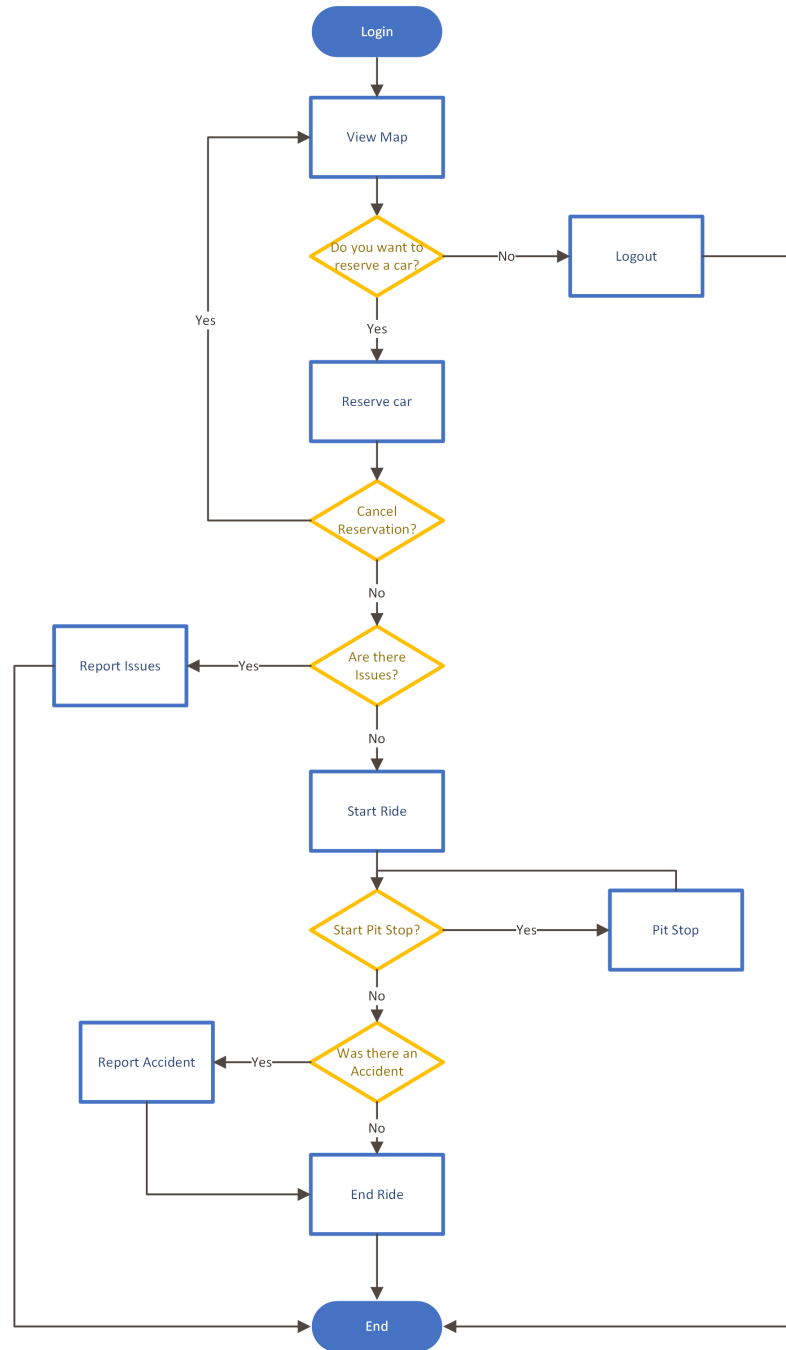 Login
View Map
Do you want to
reserve a car?
No
Logout
Yes
Yes
Reserve car
Cancel
Reservation?
No
Are there
Issues?
Yes
Report Issues
No
Start Ride
Start Pit Stop?
Yes
Pit Stop
No
Was there an
Accident
Yes
Report Accident
No
End Ride
End